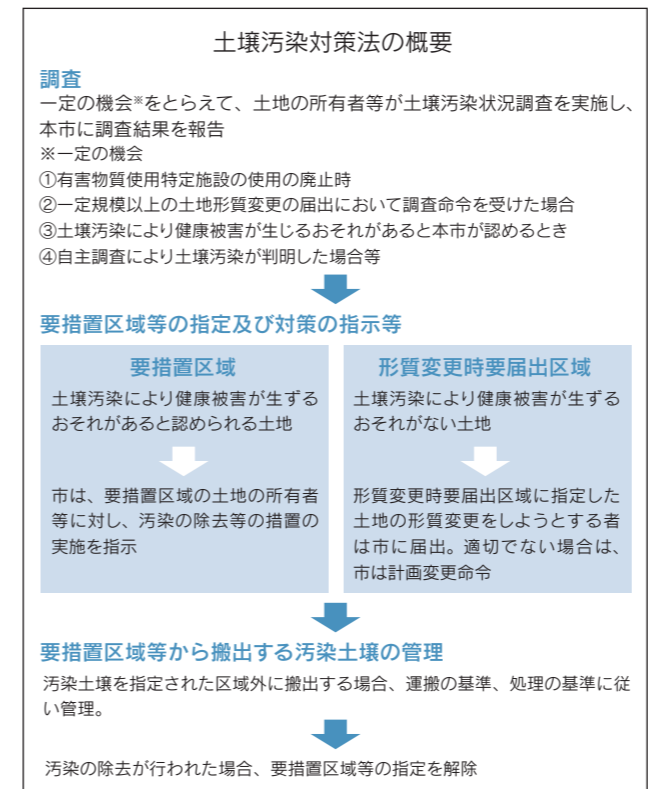 土壌汚染対策法の概要
調査
一定の機会※をとらえて、土地の所有者等が土壌汚染状況調査を実施し、
本市に調査結果を報告
※一定の機会
①有害物質使用特定施設の使用の廃止時
②一定規模以上の土地形質変更の届出において調査命令を受けた場合
③土壌汚染により健康被害が生じるおそれがあると本市が認めるとき
④自主調査により土壌汚染が判明した場合等
要措置区域等の指定及び対策の指示等
要措置区域
土壌汚染により健康被害が生ずる
おそれがあると認められる土地
市は、要措置区域の土地の所有者
等に対し、汚染の除去等の措置の
実施を指示
形質変更時要届出区域
土壌汚染により健康被害が生ずる
おそれがない土地
形質変更時要届出区域に指定した
土地の形質変更をしようとする者
は市に届出。適切でない場合は、
市は計画変更命令
要措置区域等から搬出する汚染土壌の管理
汚染土壌を指定された区域外に搬出する場合、運搬の基準、処理の基準に従
い管理。
汚染の除去が行われた場合、要措置区域等の指定を解除